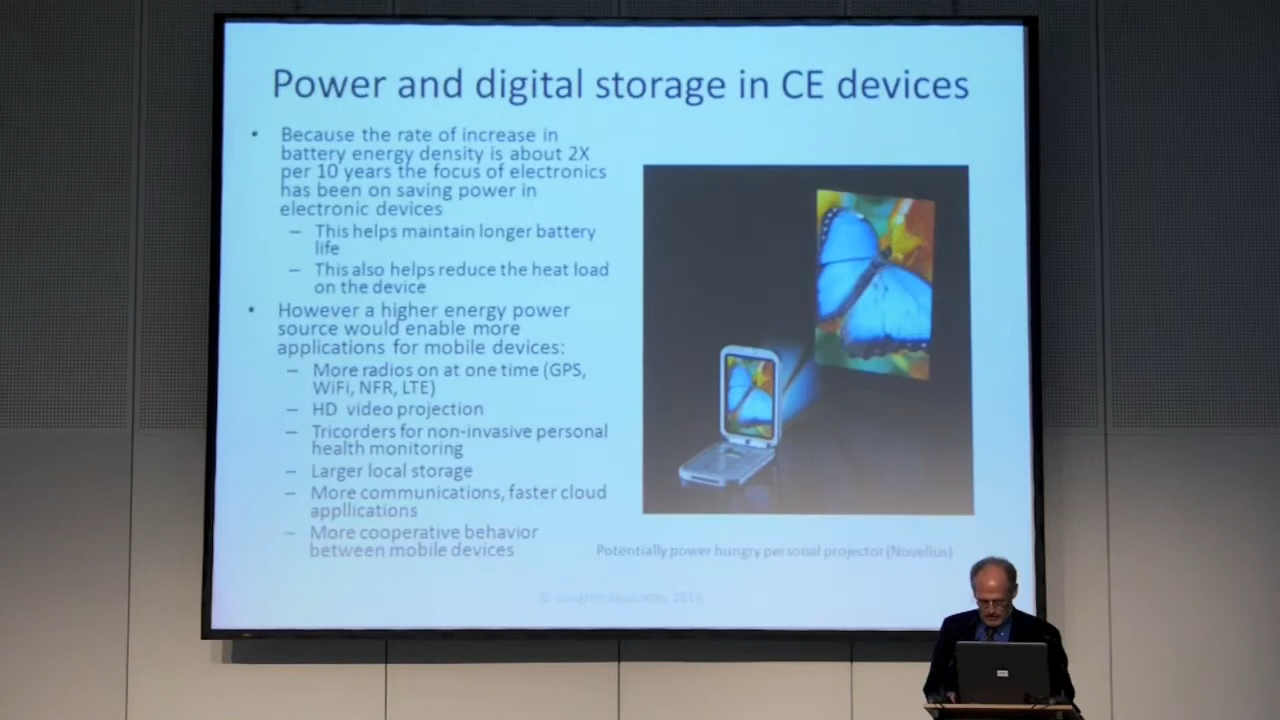 Power and digital storage in CE devices
• Because the rate of increase in
battery energy density is about 2X
per 10 years the focus of electronics
has been on saving power in
electronic devices
– This helps maintain longer battery
life
– This also helps reduce the heat load
on the device
• However a higher energy power
source would enable more
applications for mobile devices:
– More radios on at one time (GPS,
WiFi, NFR, LTE)
– HD video projection
– Tricorders for non-invasive personal
health monitoring
– Larger local storage
– More communications, faster cloud
appllications
– More cooperative behavior
between mobile devices
Potentially power hungry personal projector (Novellus)